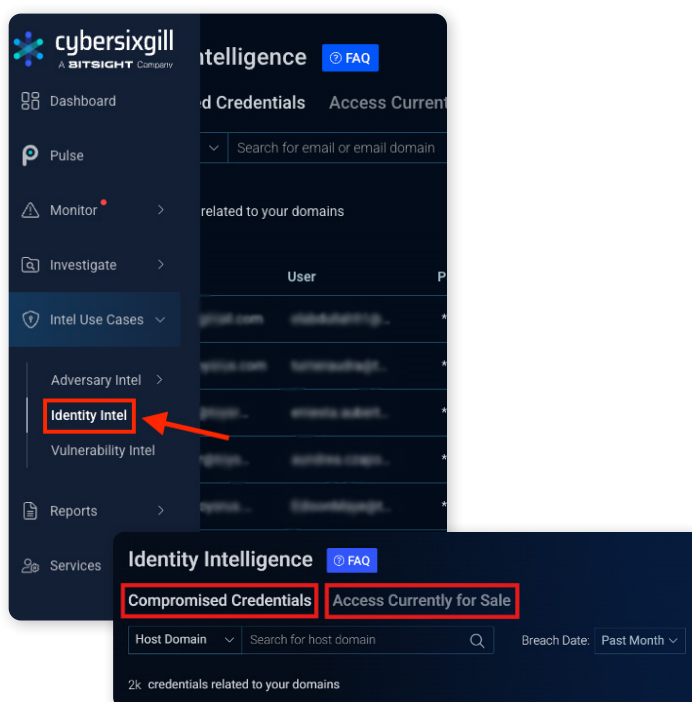 cybersixgill
A BITSIGHT Company
Dashboard
Pulse
Monitor
Investigate
Intel Use Cases
Adversary Intel
Identity Intel
Vulnerability Intel
Reports
Services
ntelligence FAQ
d Credentials Access Current
Search for email or email domain
related to your domains
User P
*
*
*
*
*
Identity Intelligence FAQ
Compromised Credentials Access Currently for Sale
Host Domain Search for host domain Breach Date: Past Month
2k credentials related to your domains